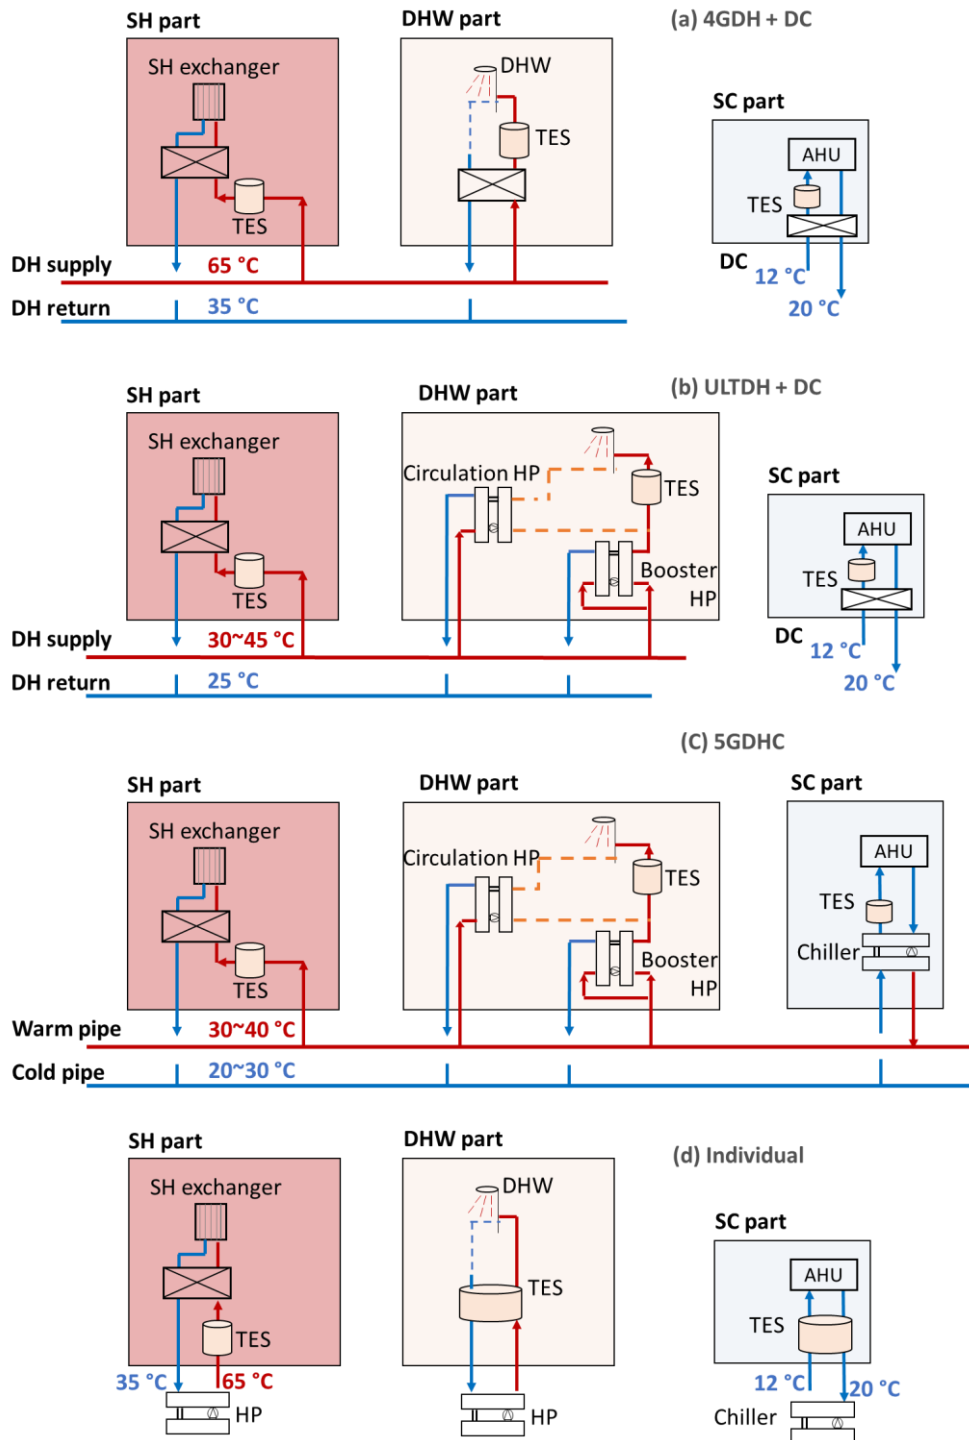 SH part
DHW part
(a) 4GDH + DC
SH exchanger
DHW
TES
TES
SC part
AHU
TES
DC
12 °C
20 °C
DH supply
65 °C
DH return
35 °C
SH part
DHW part
(b) ULTDH + DC
SH exchanger
Circulation HP
TES
TES
Booster
HP
SC part
AHU
TES
DC
12 °C
20 °C
DH supply
30~45 °C
DH return
25 °C
(C) 5GDHC
SH part
DHW part
SC part
SH exchanger
Circulation HP
TES
TES
Booster
HP
AHU
TES
Chiller
Warm pipe
30~40 °C
Cold pipe
20~30 °C
SH part
DHW part
(d) Individual
SH exchanger
DHW
TES
TES
35 °C
65 °C
HP
HP
SC part
AHU
TES
12 °C
20 °C
Chiller